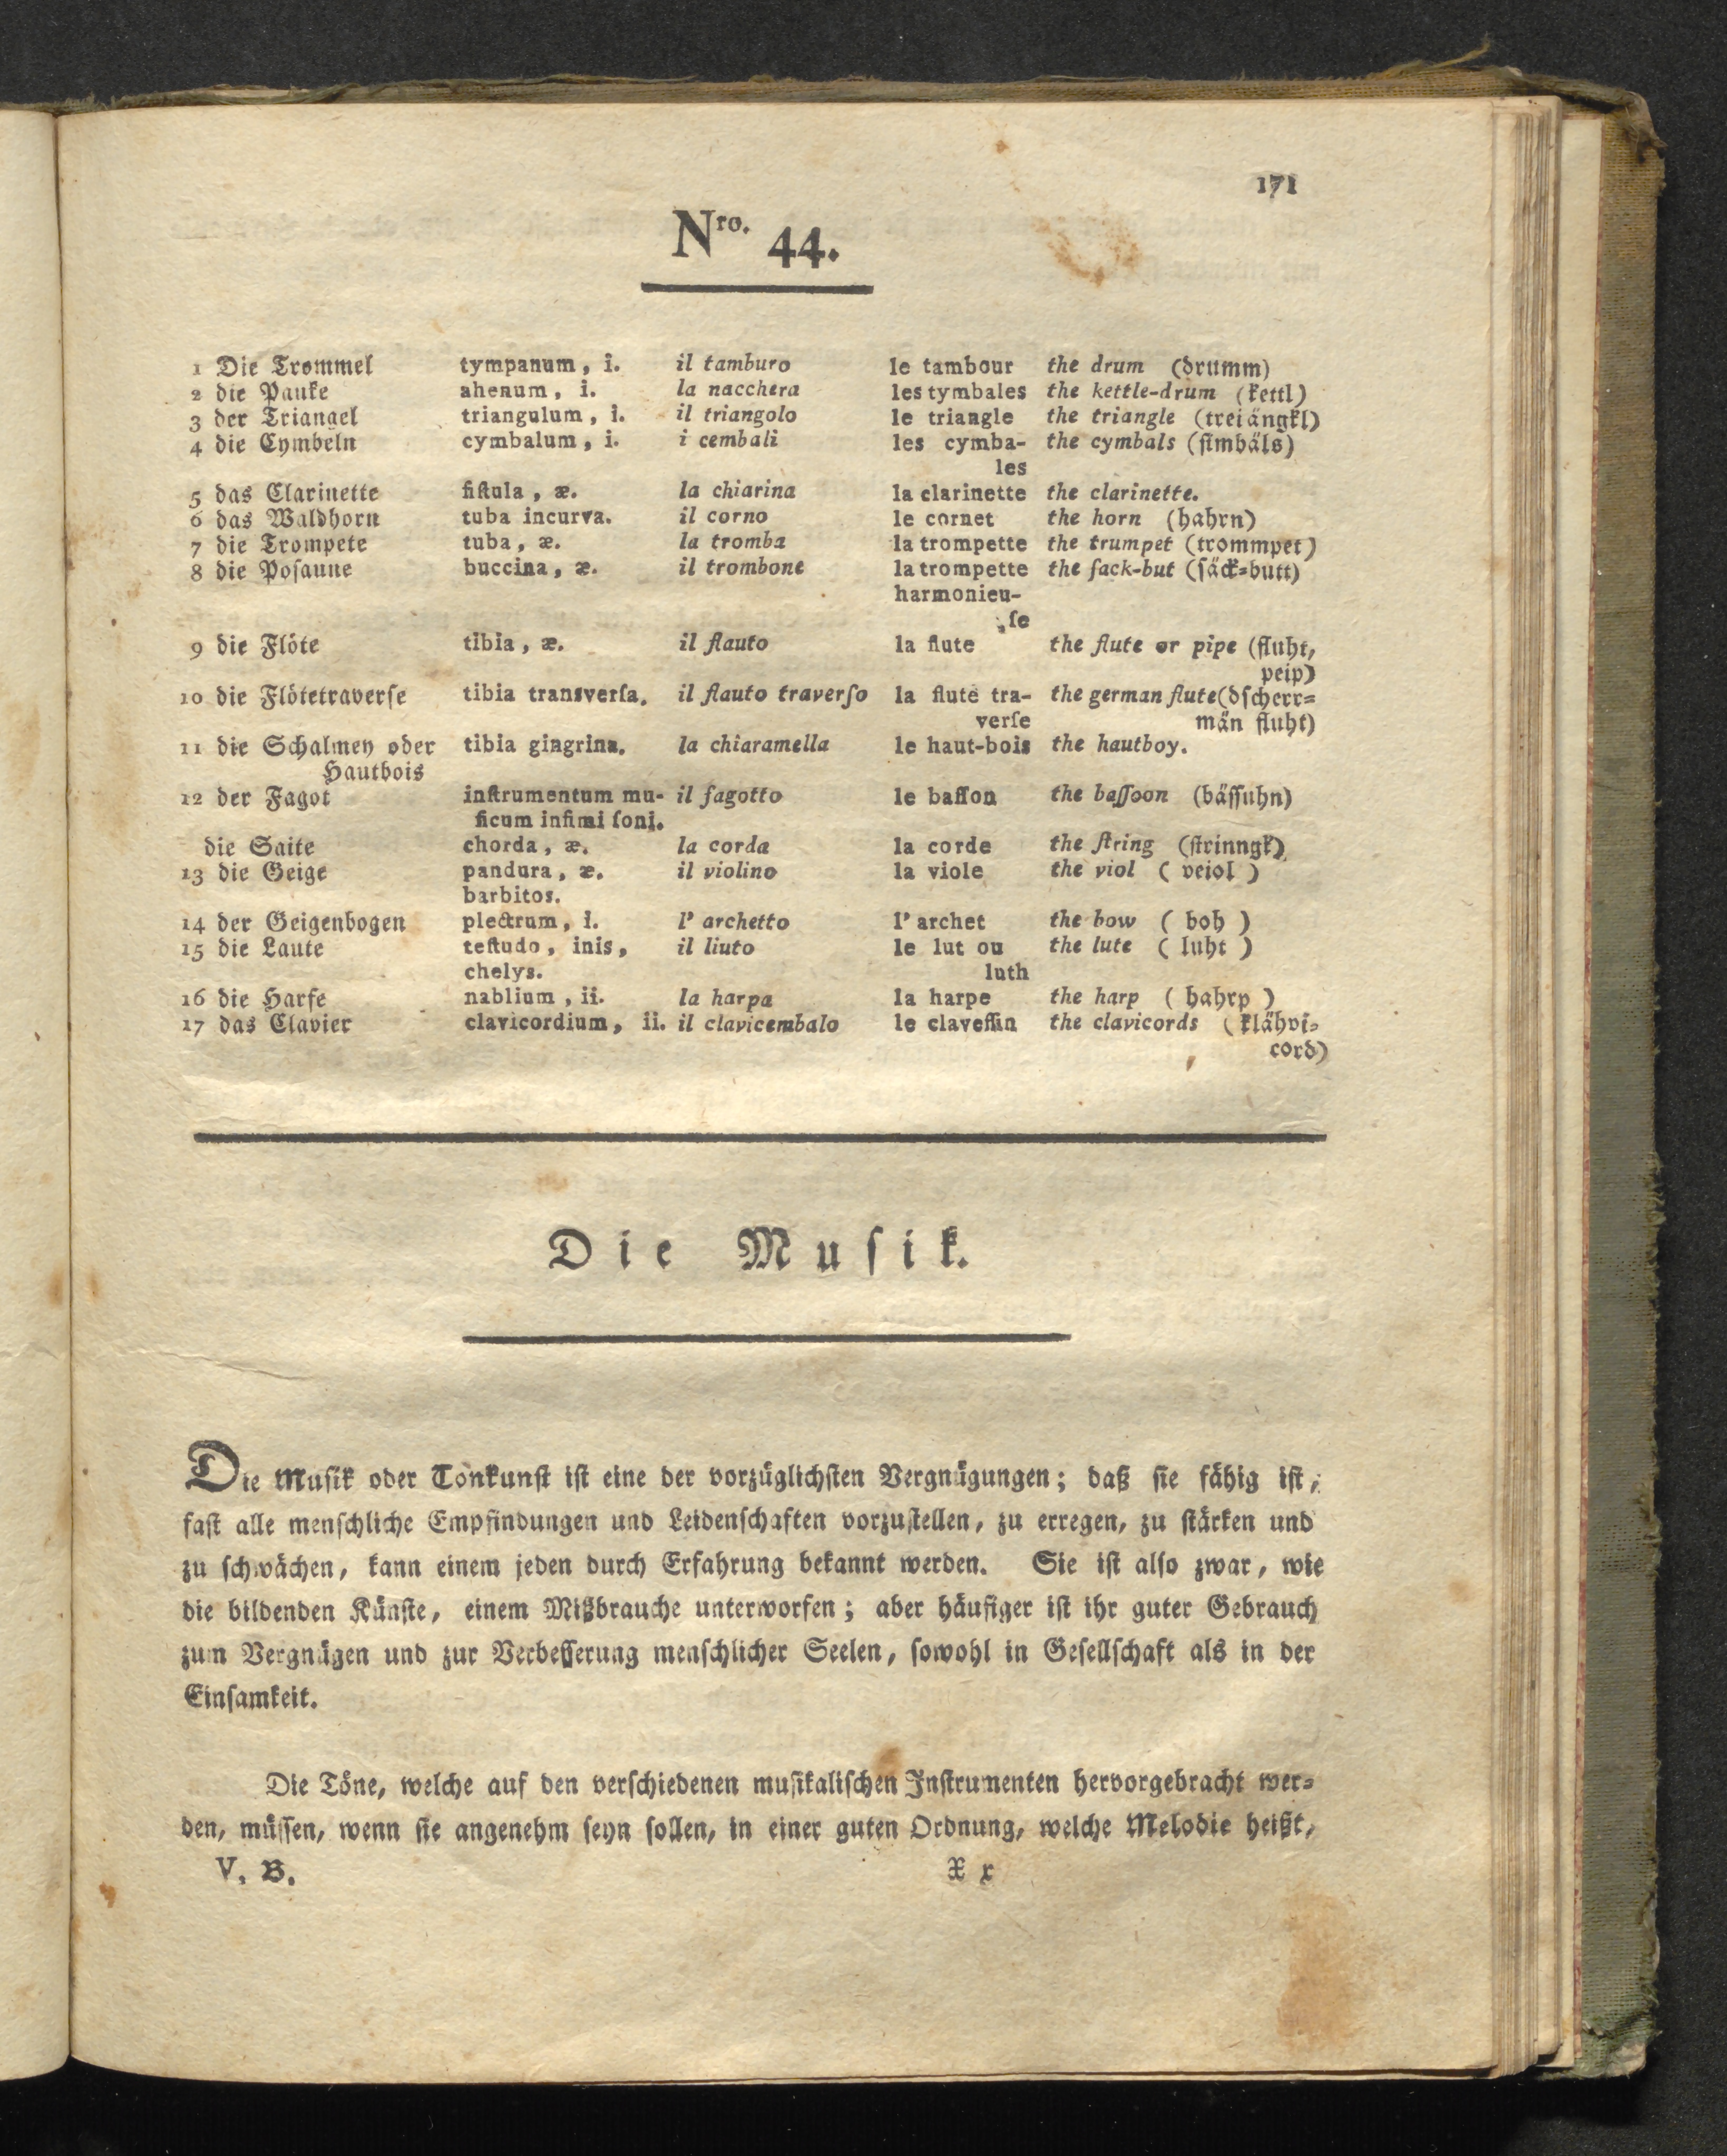 171
Nro. 44.
1 Die Trommel tympanum, i. il tamburo le tambour the drum (drumm)
2 die Pauke ahenum, i. la nacchera les tymbales the kettle-drum (kettl)
3 der Triangel triangulum, i. il triangolo le triangle the triangle (treiängkl)
4 die Cymbeln cymbalum, i. i cembali les cymba- the cymbals (simbäls)
les
5 das Clarinette fiſtula, æ. la chiarina la clarinette the clarinette.
6 das Waldhorn tuba incurva. il corno le cornet the horn (hahrn)
7 die Trompete tuba, æ. la tromba la trompette the trumpet (trommpet)
8 die Poſaune buccina, æ. il trombone la trompette the ſack-but (ſäck=butt)
harmonieu-
ſe
9 die Flöte tibia, æ. il flauto la flute the flute or pipe (fluht,
peip)
10 die Flötetraverſe tibia transverſa. il flauto traverſo la flute tra- the german flute (dſcherr=
verſe män fluht)
11 die Schalmey oder tibia gingrina. la chiaramella le haut-bois the hautboy.
Hautbois
12 der Fagot inſtrumentum mu- il fagotto le baſſon the baſſoon (bäſſuhn)
ſicum infimi ſoni.
die Saite chorda, æ. la corda la corde the ſtring (ſtrinngk)
13 die Geige pandura, æ. il violino la viole the viol ( veiol )
barbitos.
14 der Geigenbogen plectrum, i. l' archetto l' archet the bow ( boh )
15 die Laute teſtudo, inis, il liuto le lut ou the lute ( luht )
chelys. luth
16 die Harfe nablium, ii. la harpa la harpe the harp ( hahrp )
17 das Clavier clavicordium, ii. il clavicembalo le claveſſin the clavicords ( klähvi=
cord)
Die Muſik.
Die Muſik oder Tonkunſt iſt eine der vorzüglichſten Vergnügungen; daß ſie fähig iſt,
faſt alle menſchliche Empfindungen und Leidenſchaften vorzuſtellen, zu erregen, zu ſtärken und
zu ſchwächen, kann einem jeden durch Erfahrung bekannt werden. Sie iſt alſo zwar, wie
die bildenden Künſte, einem Mißbrauche unterworfen; aber häufiger iſt ihr guter Gebrauch
zum Vergnügen und zur Verbeſſerung menſchlicher Seelen, ſowohl in Geſellſchaft als in der
Einſamkeit.
Die Töne, welche auf den verſchiedenen muſikaliſchen Inſtrumenten hervorgebracht wer=
den, müſſen, wenn ſie angenehm ſeyn ſollen, in einer guten Ordnung, welche Melodie heißt,
V. B. X x